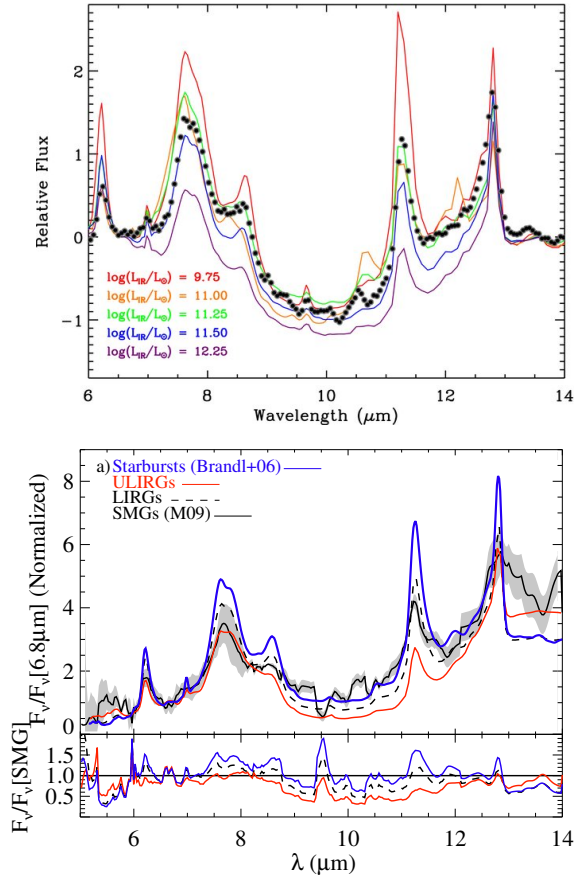 2
1
0
−1
Relative Flux
log(L_IR/L_⊙) = 9.75
log(L_IR/L_⊙) = 11.00
log(L_IR/L_⊙) = 11.25
log(L_IR/L_⊙) = 11.50
log(L_IR/L_⊙) = 12.25
6 8 10 12 14
Wavelength (μm)
a) Starbursts (Brandl+06)
ULIRGs
LIRGs
SMGs (M09)
8
6
4
2
0
F_ν/F_ν[6.8μm] (Normalized)
1.5
1.0
0.5
F_ν/F_ν[SMG]
6 8 10 12 14
λ (μm)